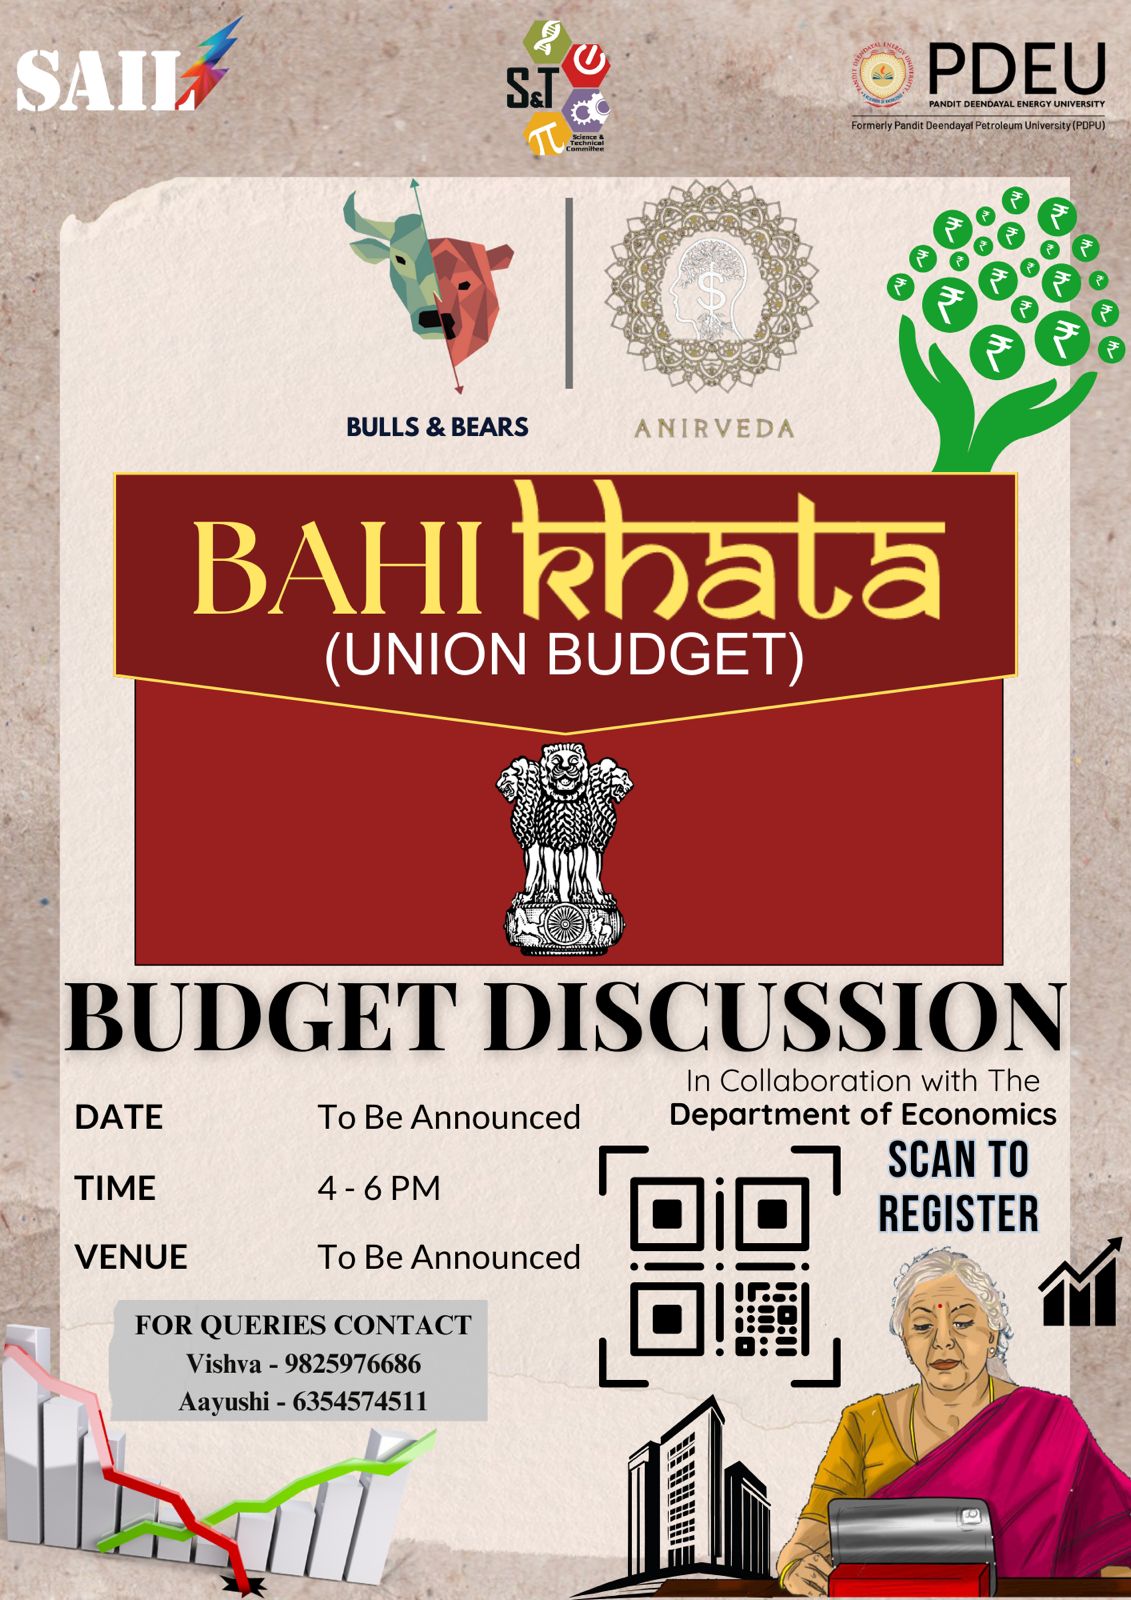 SAIL
S&T
Science &
Technical
Committee
PDEU
PANDIT DEENDAYAL ENERGY UNIVERSITY
Formerly Pandit Deendayal Petroleum University (PDPU)
BULLS & BEARS
ANIRVEDA
BAHI khata
(UNION BUDGET)
BUDGET DISCUSSION
In Collaboration with The
Department of Economics
DATE To Be Announced
TIME 4 - 6 PM
VENUE To Be Announced
SCAN TO
REGISTER
FOR QUERIES CONTACT
Vishva - 9825976686
Aayushi - 6354574511